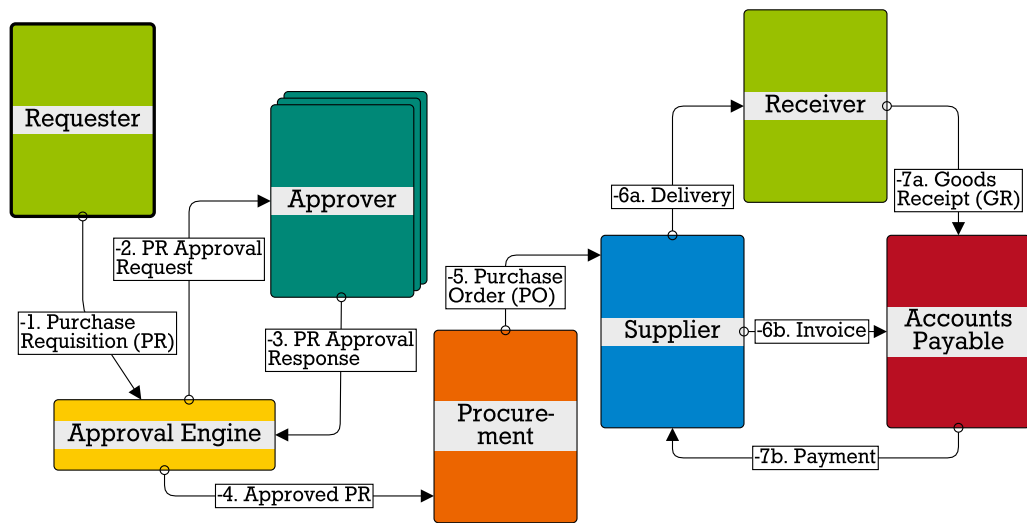 Requester
-1. Purchase
Requisition (PR)
Approval Engine
-2. PR Approval
Request
Approver
-3. PR Approval
Response
-4. Approved PR
Procure-
ment
-5. Purchase
Order (PO)
Supplier
-6a. Delivery
Receiver
-6b. Invoice
-7a. Goods
Receipt (GR)
Accounts
Payable
-7b. Payment